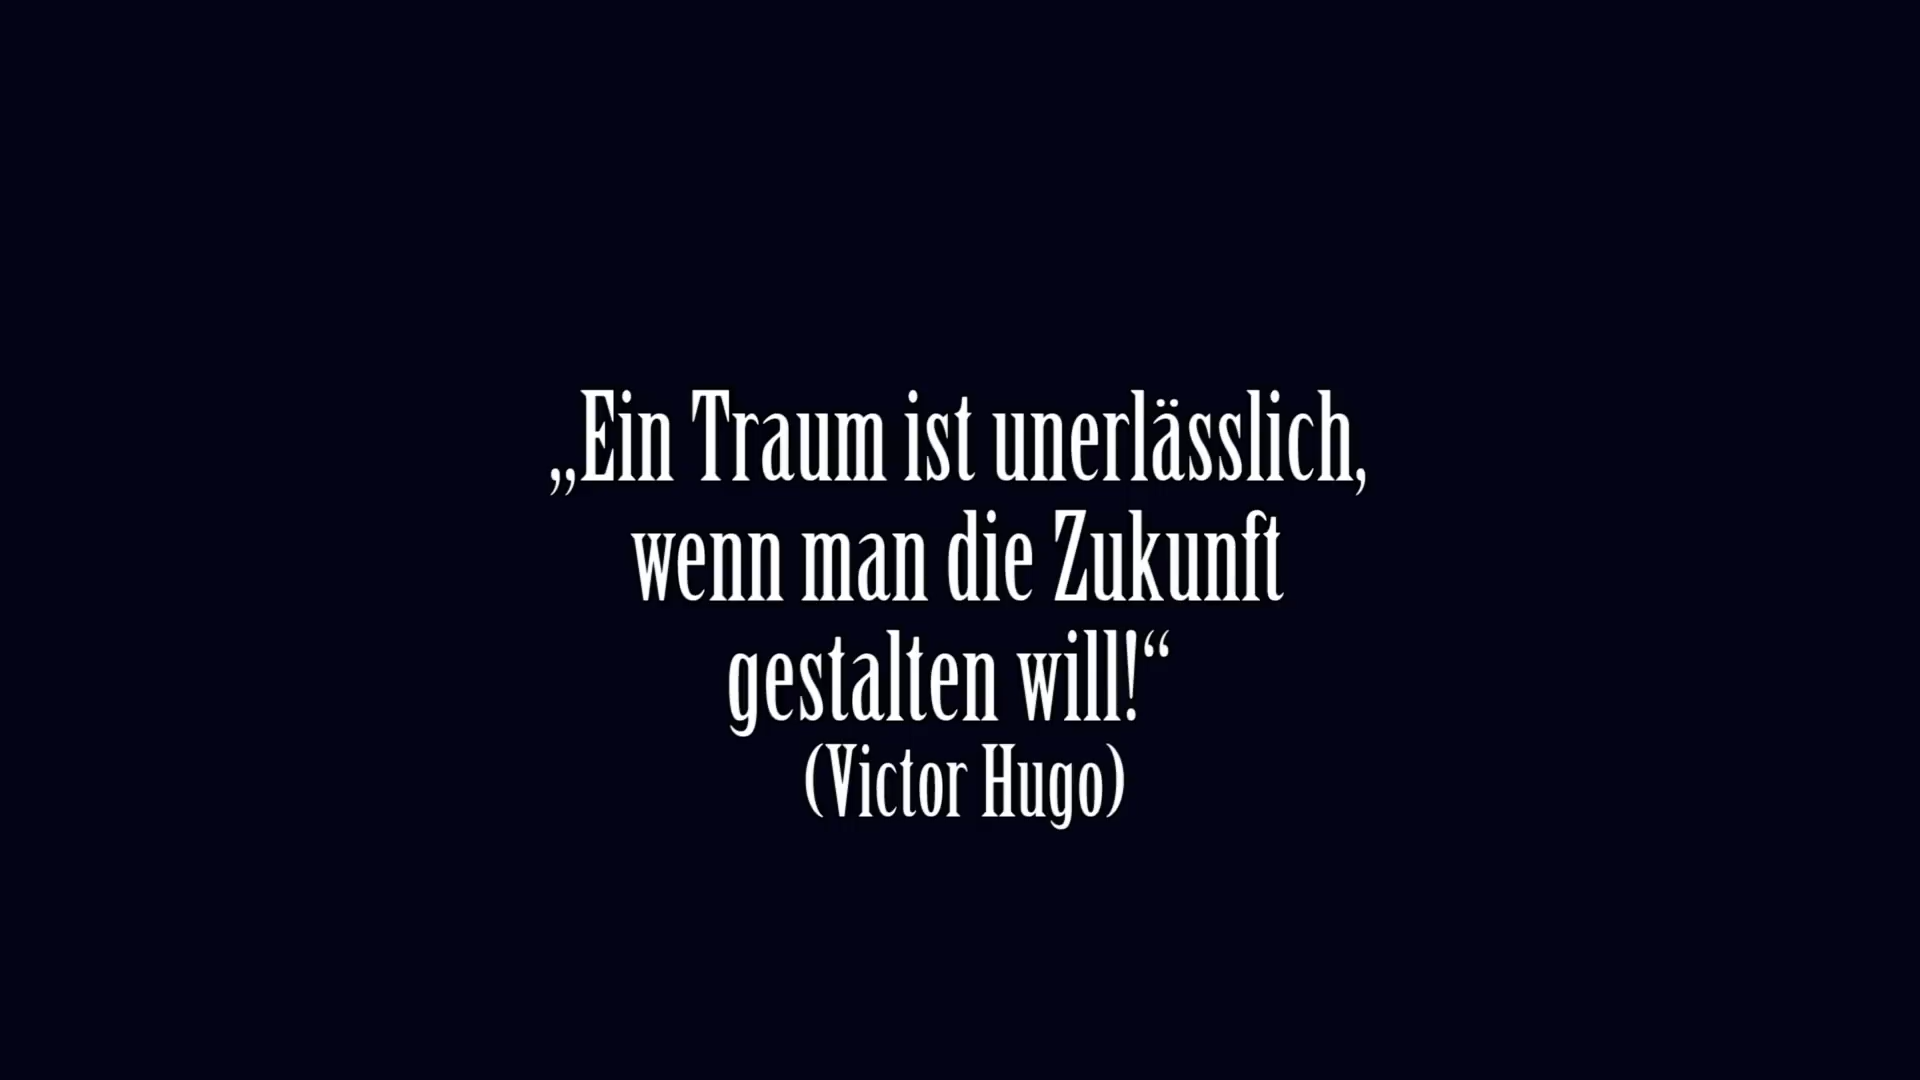 „Ein Traum ist unerlässlich,
wenn man die Zukunft
gestalten will!“
(Victor Hugo)